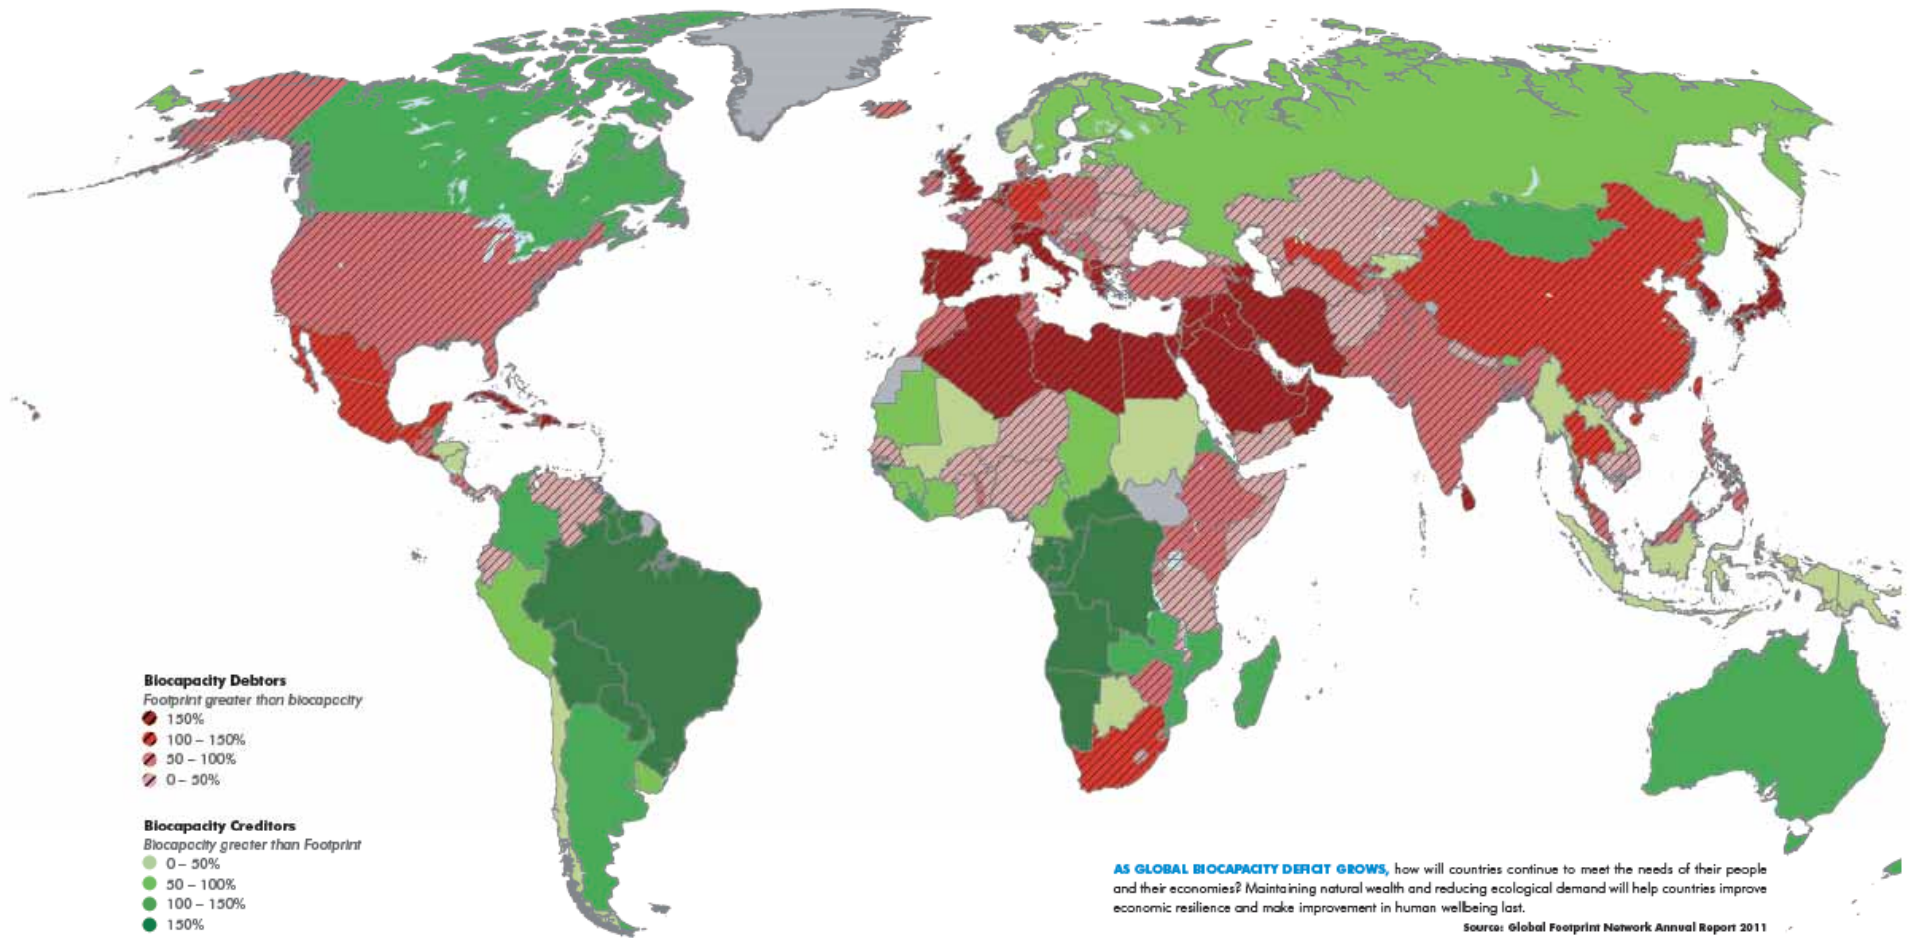 Biocapacity Debtors
Footprint greater than biocapacity
150%
100 – 150%
50 – 100%
0 – 50%
Biocapacity Creditors
Biocapacity greater than Footprint
0 – 50%
50 – 100%
100 – 150%
150%
AS GLOBAL BIOCAPACITY DEFICIT GROWS, how will countries continue to meet the needs of their people
and their economies? Maintaining natural wealth and reducing ecological demand will help countries improve
economic resilience and make improvement in human wellbeing last.
Source: Global Footprint Network Annual Report 2011